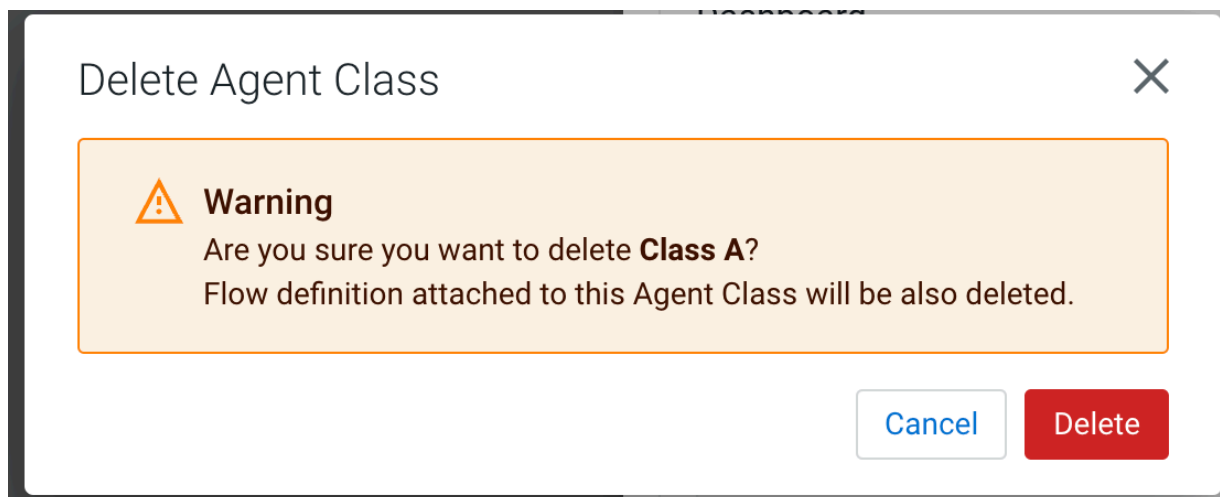 Dashboard
Delete Agent Class
Warning
Are you sure you want to delete Class A?
Flow definition attached to this Agent Class will be also deleted.
Cancel
Delete